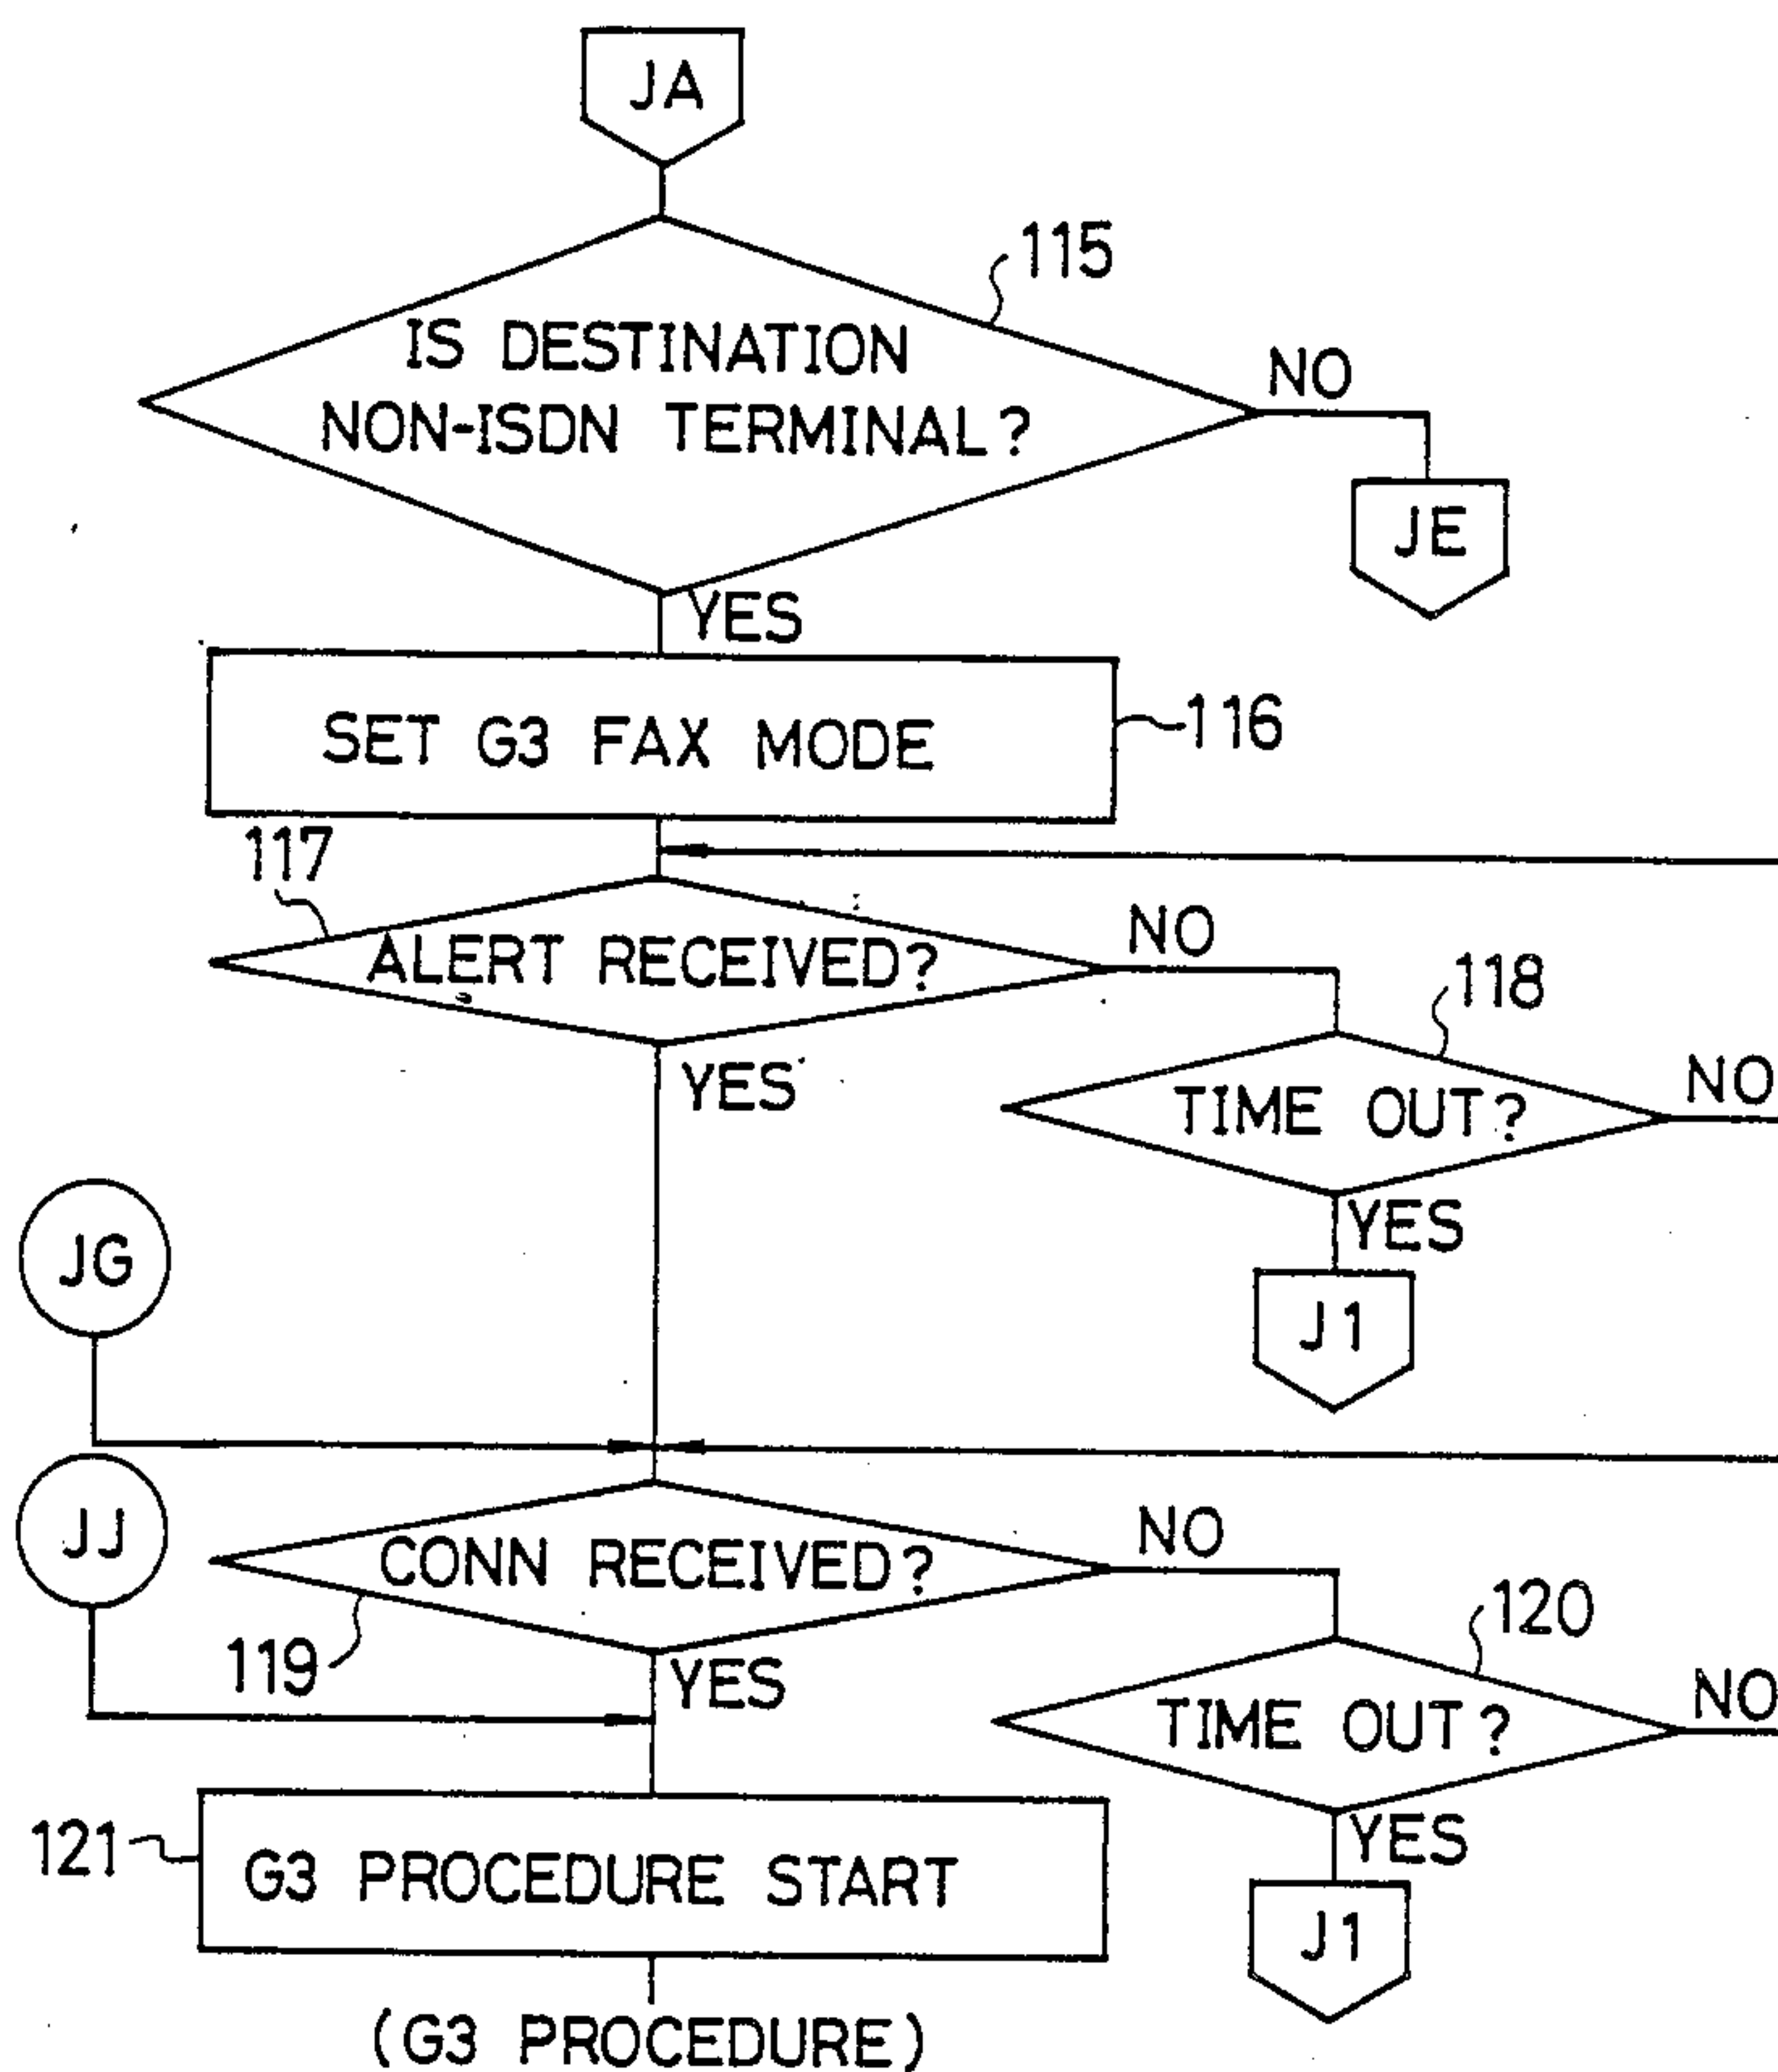 JA
115
IS DESTINATION
NON-ISDN TERMINAL?
NO
JE
YES
SET G3 FAX MODE
116
117
ALERT RECEIVED?
NO
118
YES
TIME OUT?
NO
YES
JG
J1
JJ
CONN RECEIVED?
NO
119
120
YES
TIME OUT?
NO
YES
121
G3 PROCEDURE START
J1
(G3 PROCEDURE)